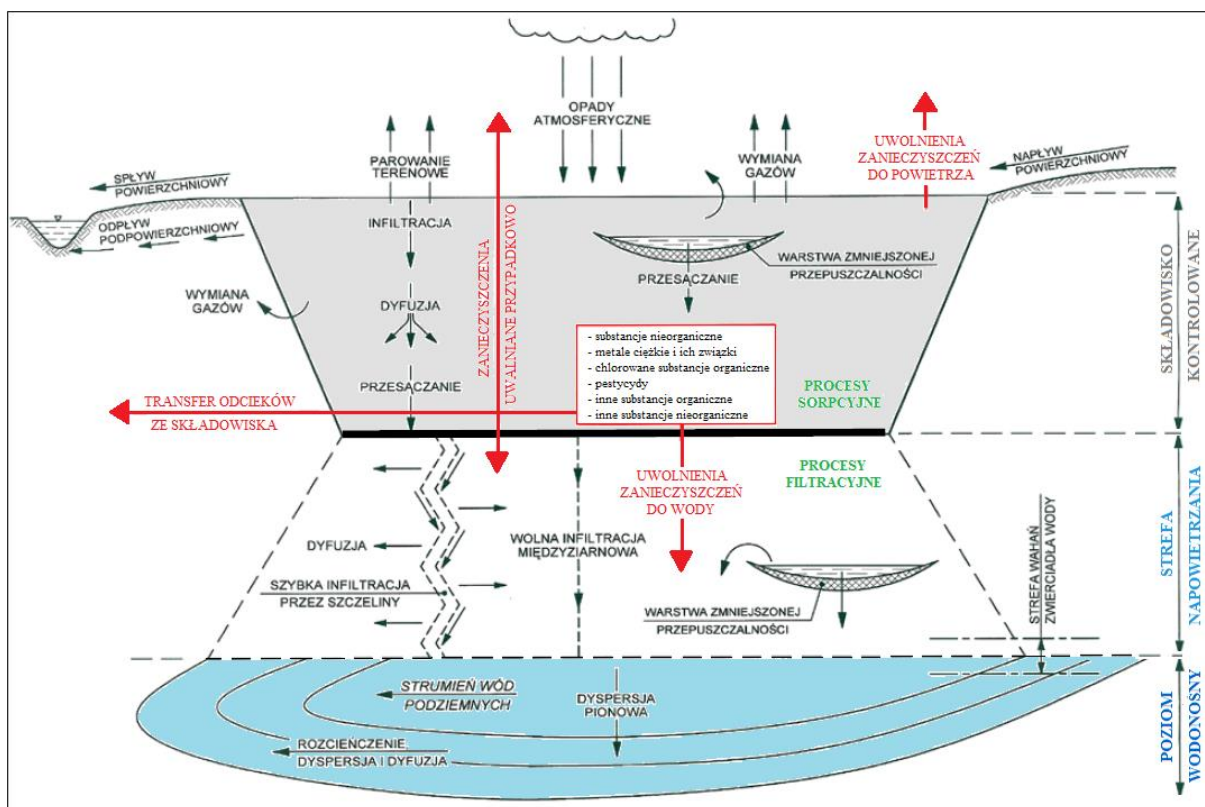 OPADY
ATMOSFERYCZNE
PAROWANIE
TERENOWE
WYMIANA
GAZÓW
UWOLNIENIA
ZANIECZYSZCZEŃ
DO POWIETRZA
NAPŁYW
POWIERZCHNIOWY
SPŁYW
POWIERZCHNIOWY
ODPŁYW
PODPOWIERZCHNIOWY
INFILTRACJA
WARSTWA ZMNIEJSZONEJ
PRZEPUSZCZALNOŚCI
PRZESĄCZANIE
WYMIANA
GAZÓW
DYFUZJA
ZANIECZYSZCZENIA
UWALNIANE PRZYPADKOWO
- substancje nieorganiczne
- metale ciężkie i ich związki
- chlorowane substancje organiczne
- pestycydy
- inne substancje organiczne
- inne substancje nieorganiczne
PROCESY
SORPCYJNE
SKŁADOWISKO
KONTROLOWANE
PRZESĄCZANIE
TRANSFER ODCIEKÓW
ZE SKŁADOWISKA
UWOLNIENIA
ZANIECZYSZCZEŃ
DO WODY
PROCESY
FILTRACYJNE
DYFUZJA
WOLNA INFILTRACJA
MIĘDZYZIARNOWA
SZYBKA INFILTRACJA
PRZEZ SZCZELINY
WARSTWA ZMNIEJSZONEJ
PRZEPUSZCZALNOŚCI
STREFA WAHAŃ
ZWIERCIADŁA WODY
STREFA
NAPOWIETRZANIA
STRUMIEŃ WÓD
PODZIEMNYCH
DYSPERSJA
PIONOWA
ROZCIEŃCZENIE,
DYSPERSJA I DYFUZJA
POZIOM
WODONOSNY